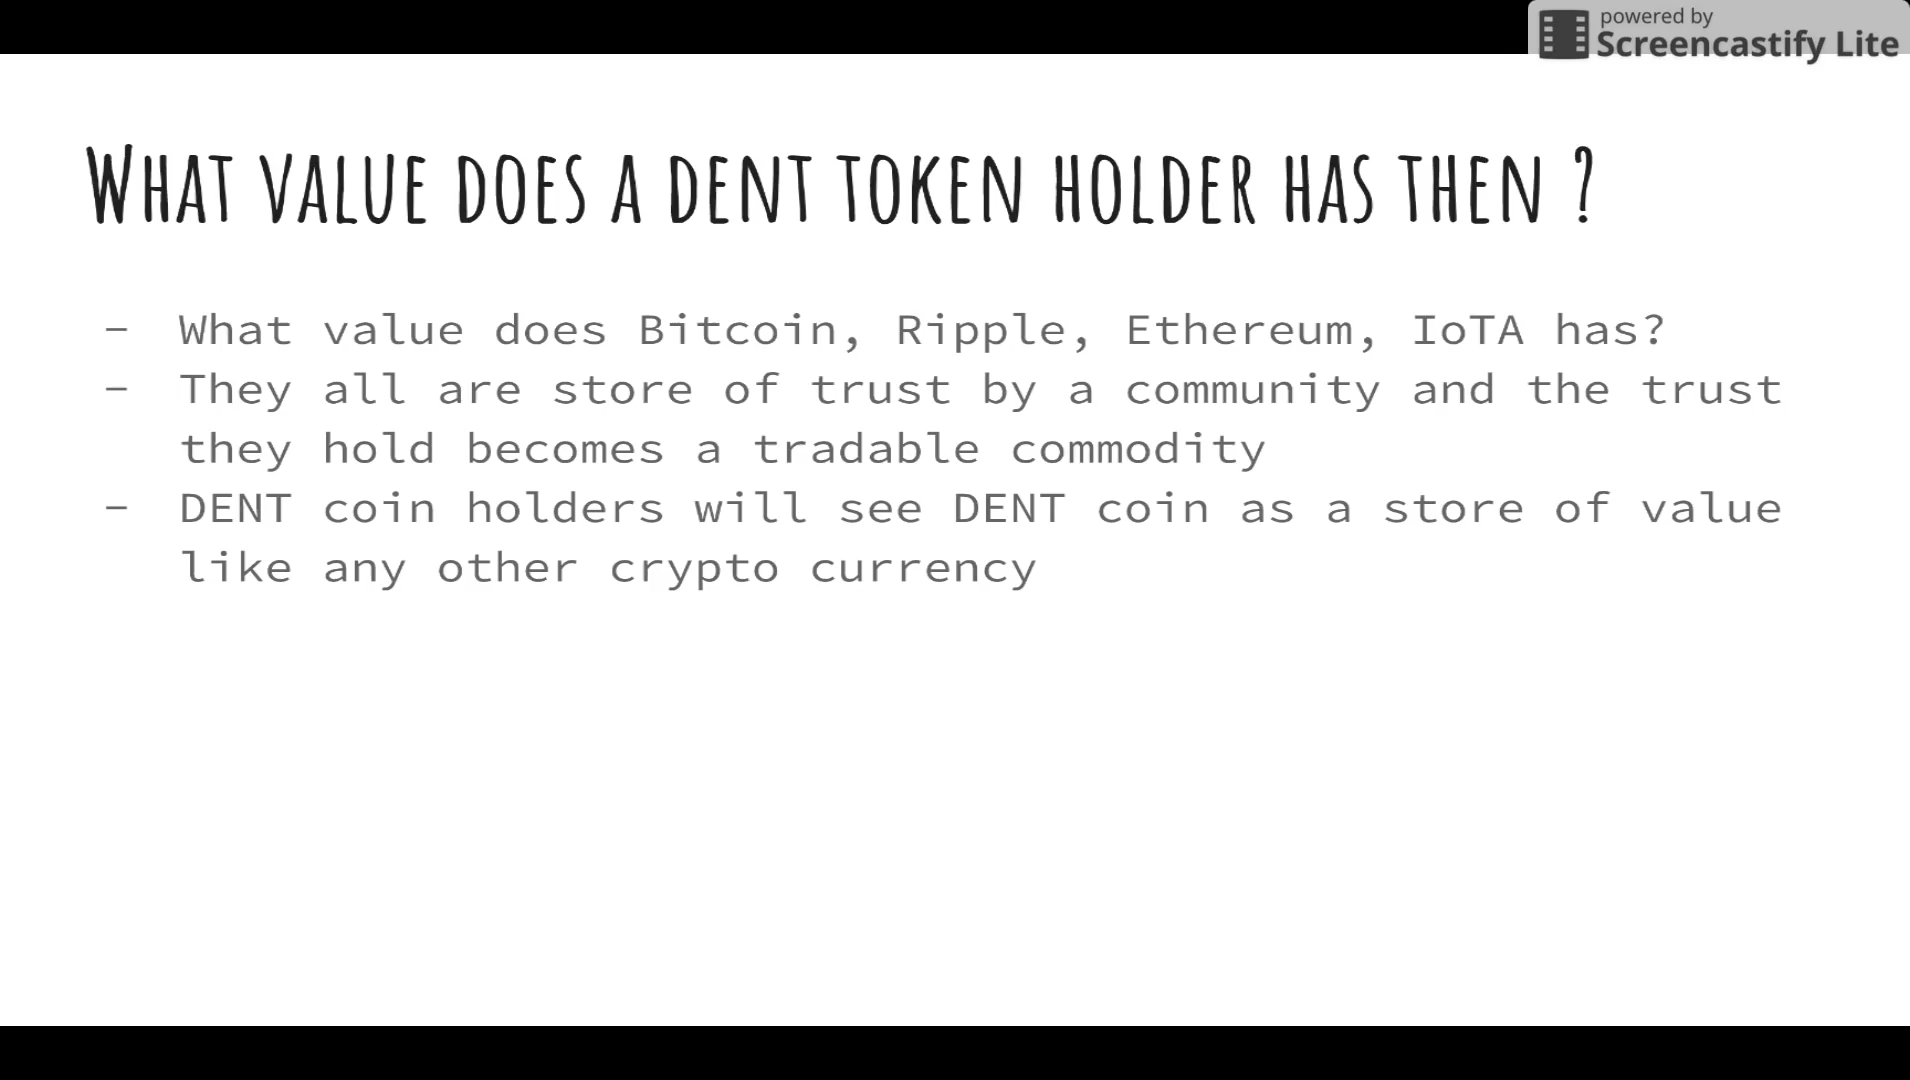 powered by
Screencastify Lite
WHAT VALUE DOES A DENT TOKEN HOLDER HAS THEN ?
- What value does Bitcoin, Ripple, Ethereum, IoTA has?
- They all are store of trust by a community and the trust
they hold becomes a tradable commodity
- DENT coin holders will see DENT coin as a store of value
like any other crypto currency